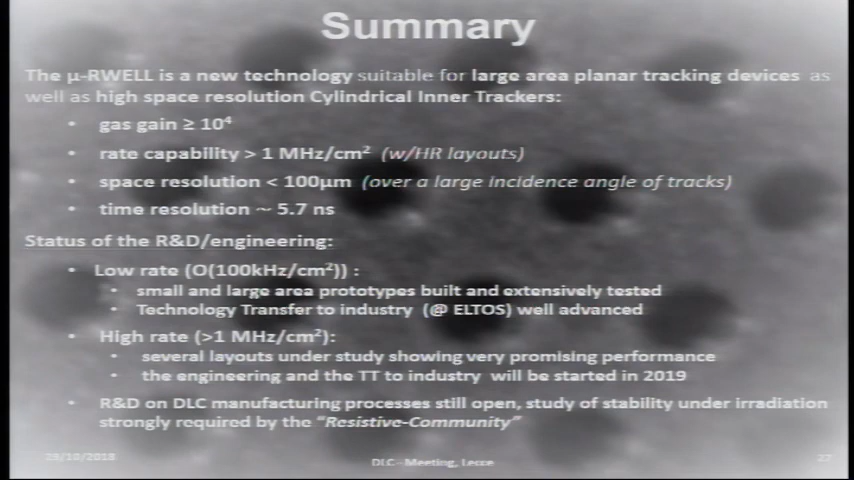 Summary
The μ-RWELL is a new technology suitable for large area planar tracking devices as
well as high space resolution Cylindrical Inner Trackers:
• gas gain ≥ 10⁴
• rate capability > 1 MHz/cm² (w/HR layouts)
• space resolution < 100μm (over a large incidence angle of tracks)
• time resolution ~ 5.7 ns
Status of the R&D/engineering:
• Low rate (O(100kHz/cm²)) :
• small and large area prototypes built and extensively tested
• Technology Transfer to industry (@ ELTOS) well advanced
• High rate (>1 MHz/cm²):
• several layouts under study showing very promising performance
• the engineering and the TT to industry will be started in 2019
• R&D on DLC manufacturing processes still open, study of stability under irradiation
strongly required by the "Resistive-Community"
29/10/2018
DLC - Meeting, Lecce
27